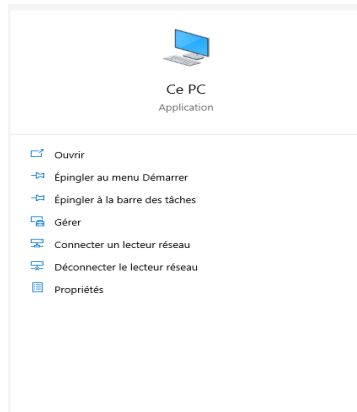 Ce PC
Application
Ouvrir
Épingler au menu Démarrer
Épingler à la barre des tâches
Gérer
Connecter un lecteur réseau
Déconnecter le lecteur réseau
Propriétés